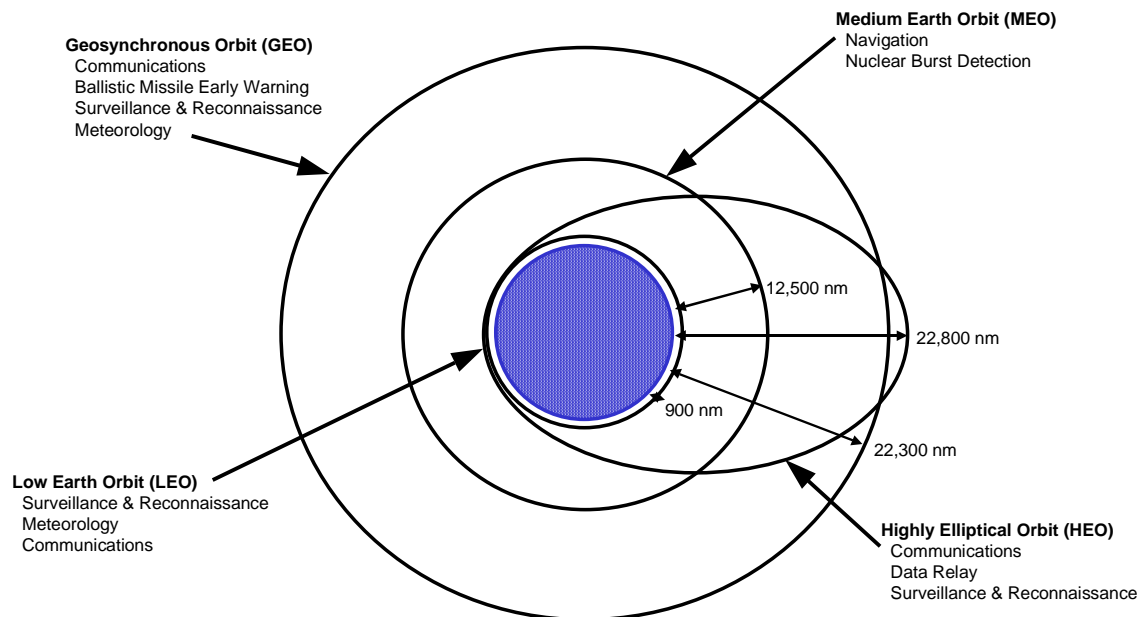 Medium Earth Orbit (MEO)
Navigation
Nuclear Burst Detection
Geosynchronous Orbit (GEO)
Communications
Ballistic Missile Early Warning
Surveillance & Reconnaissance
Meteorology
12,500 nm
22,800 nm
900 nm
22,300 nm
Low Earth Orbit (LEO)
Surveillance & Reconnaissance
Meteorology
Communications
Highly Elliptical Orbit (HEO)
Communications
Data Relay
Surveillance & Reconnaissance